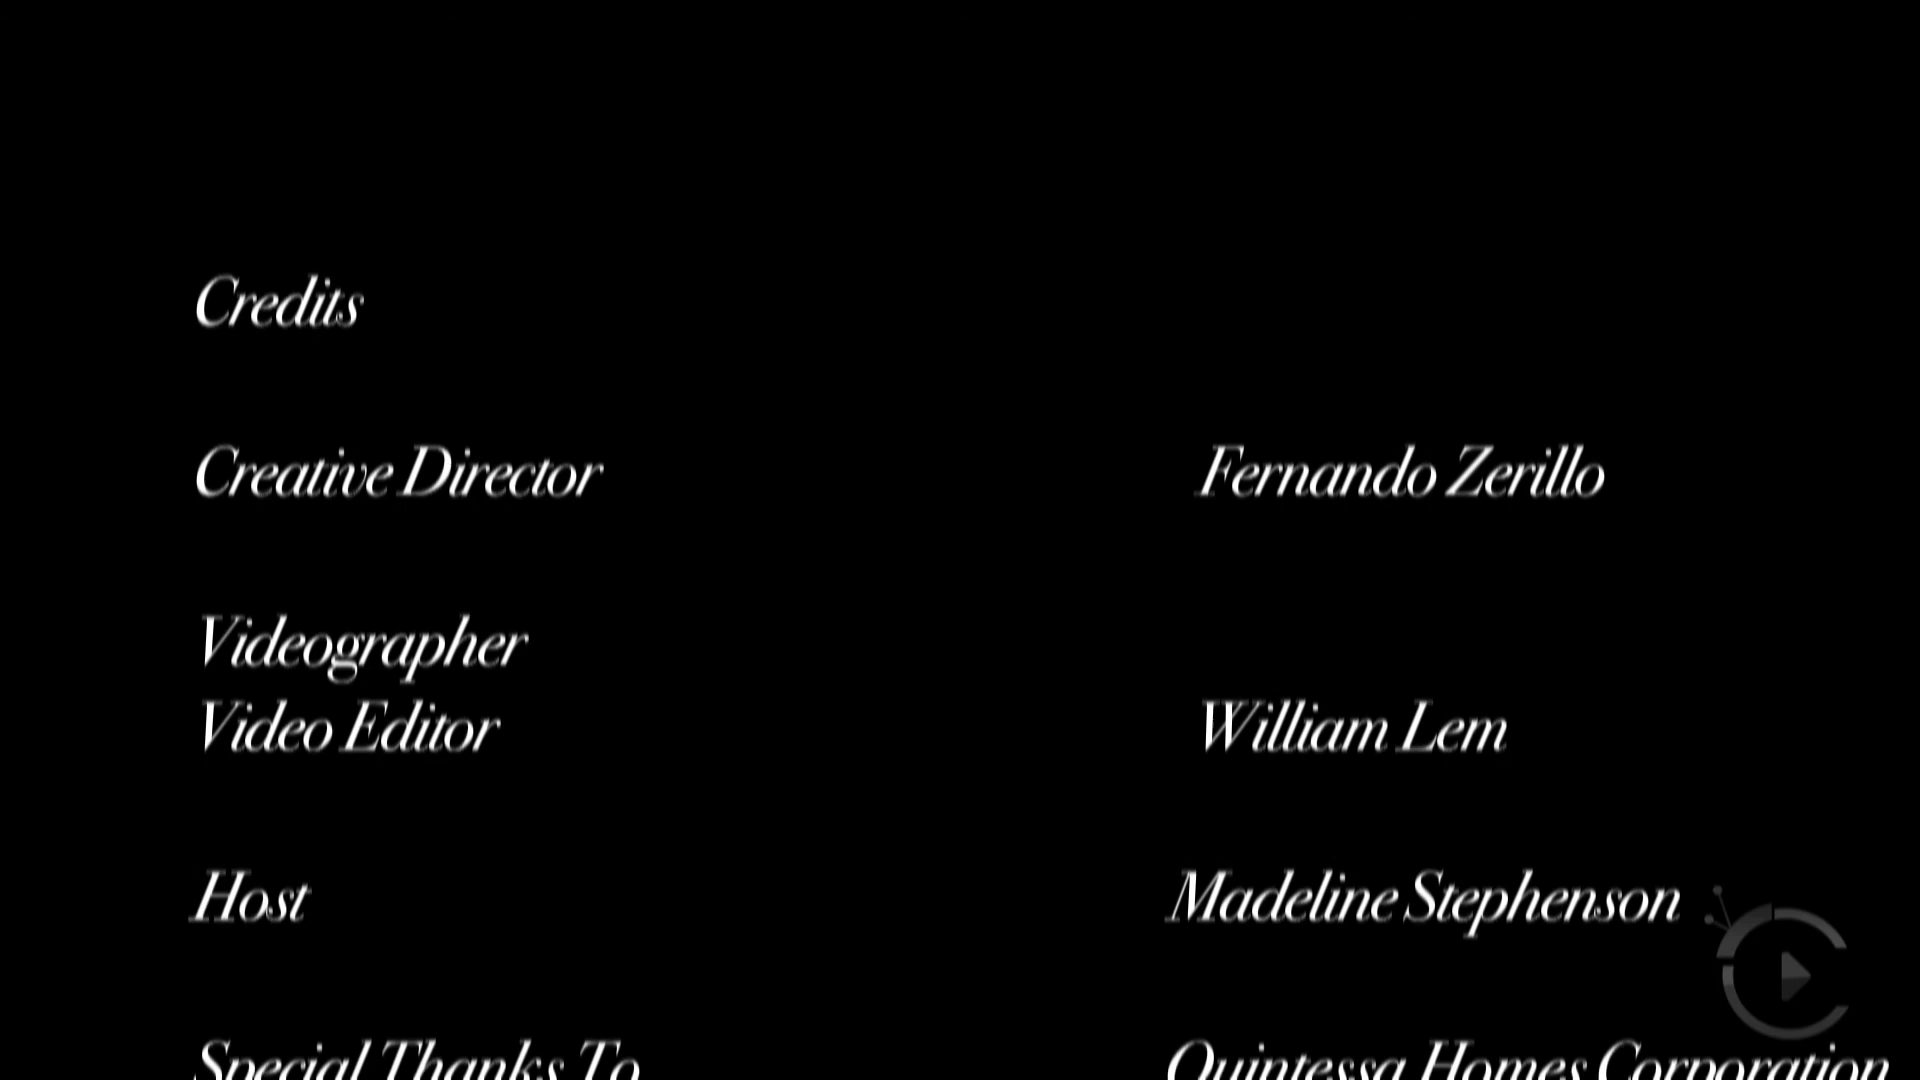 Credits
Creative Director Fernando Zerillo
Videographer
Video Editor William Lem
Host Madeline Stephenson
Special Thanks To Quintessa Homes Corporation